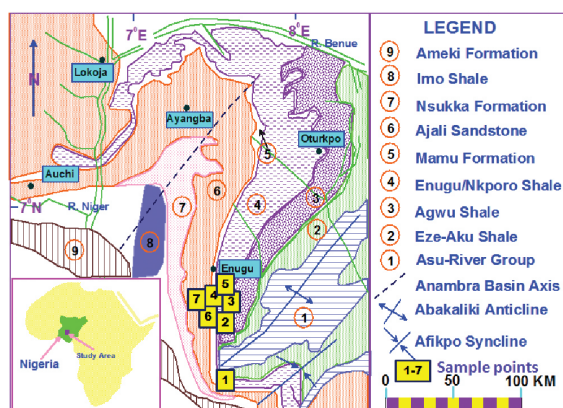 7°E
8°E
R. Benue
Lokoja
N
Ayangba
Oturkpo
Auchi
7°N
R. Niger
Enugu
9
8
7
6
5
4
3
2
1
5
4
7
3
6
2
1
Nigeria
Study Area
LEGEND
9 Ameki Formation
8 Imo Shale
7 Nsukka Formation
6 Ajali Sandstone
5 Mamu Formation
4 Enugu/Nkporo Shale
3 Agwu Shale
2 Eze-Aku Shale
1 Asu-River Group
Anambra Basin Axis
Abakaliki Anticline
Afikpo Syncline
1-7 Sample points
0 50 100 KM